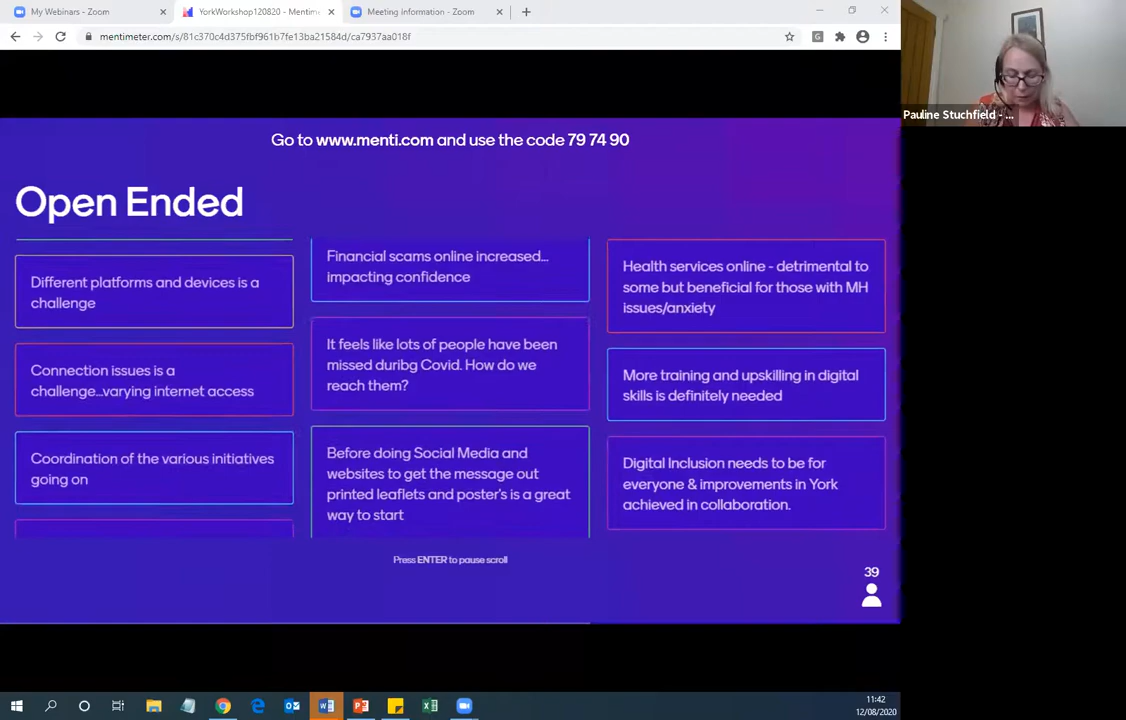 My Webinars - Zoom
YorkWorkshop120820 - Mentim
Meeting information - Zoom
mentimeter.com/s/81c370c4d375fbf961b7fe13ba21584d/ca7937aa018f
Pauline Stuchfield - ...
Go to www.menti.com and use the code 79 74 90
Open Ended
Different platforms and devices is a
challenge
Connection issues is a
challenge...varying internet access
Coordination of the various initiatives
going on
Financial scams online increased...
impacting confidence
It feels like lots of people have been
missed duribg Covid. How do we
reach them?
Before doing Social Media and
websites to get the message out
printed leaflets and poster's is a great
way to start
Health services online - detrimental to
some but beneficial for those with MH
issues/anxiety
More training and upskilling in digital
skills is definitely needed
Digital Inclusion needs to be for
everyone & improvements in York
achieved in collaboration.
Press ENTER to pause scroll
39
11:42
12/08/2020